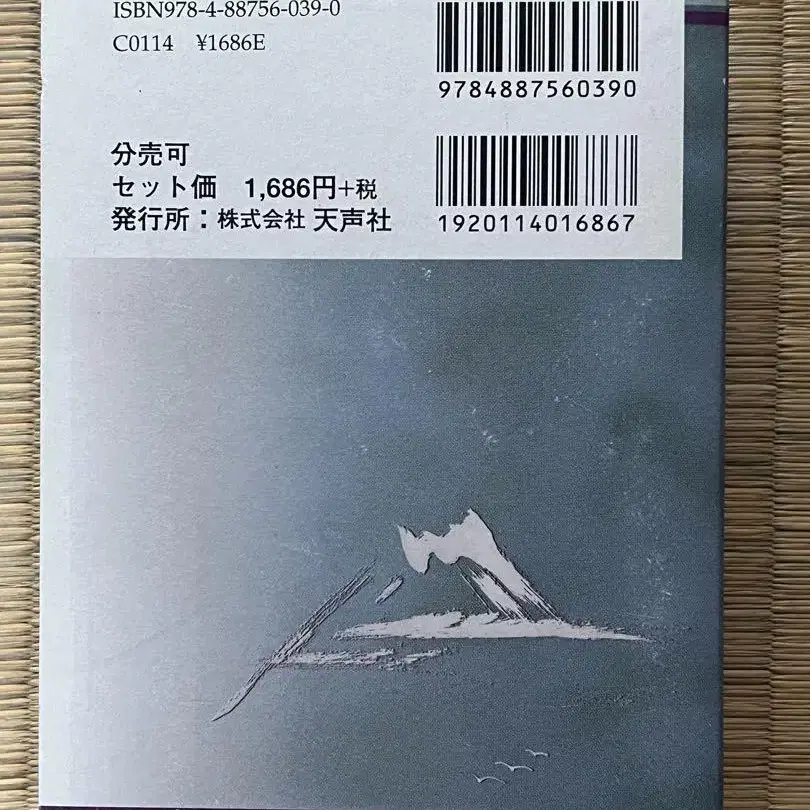 ISBN978-4-88756-039-0
C0114 ¥1686E
9784887560390
分売可
セット価 1,686円+税
発行所：株式会社 天声社
1920114016867